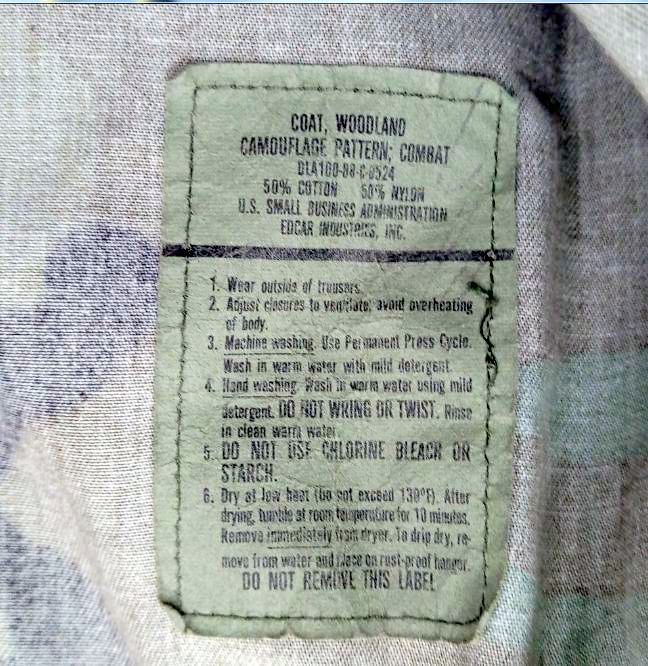 COAT, WOODLAND
CAMOUFLAGE PATTERN; COMBAT
DLA100-88-C-0524
50% COTTON 50% NYLON
U.S. SMALL BUSINESS ADMINISTRATION
EDCAR INDUSTRIES, INC.
1. Wear outside of trousers.
2. Adjust closures to ventilate; avoid overheating
of body.
3. Machine washing. Use Permanent Press Cycle.
Wash in warm water with mild detergent.
4. Hand washing. Wash in warm water using mild
detergent. DO NOT WRING OR TWIST. Rinse
in clean warm water.
5. DO NOT USE CHLORINE BLEACH OR
STARCH.
6. Dry at low heat (Do not exceed 130°F). After
drying, tumble at room temperature for 10 minutes.
Remove immediately from dryer. To drip dry, re-
move from water and place on rust-proof hanger.
DO NOT REMOVE THIS LABEL